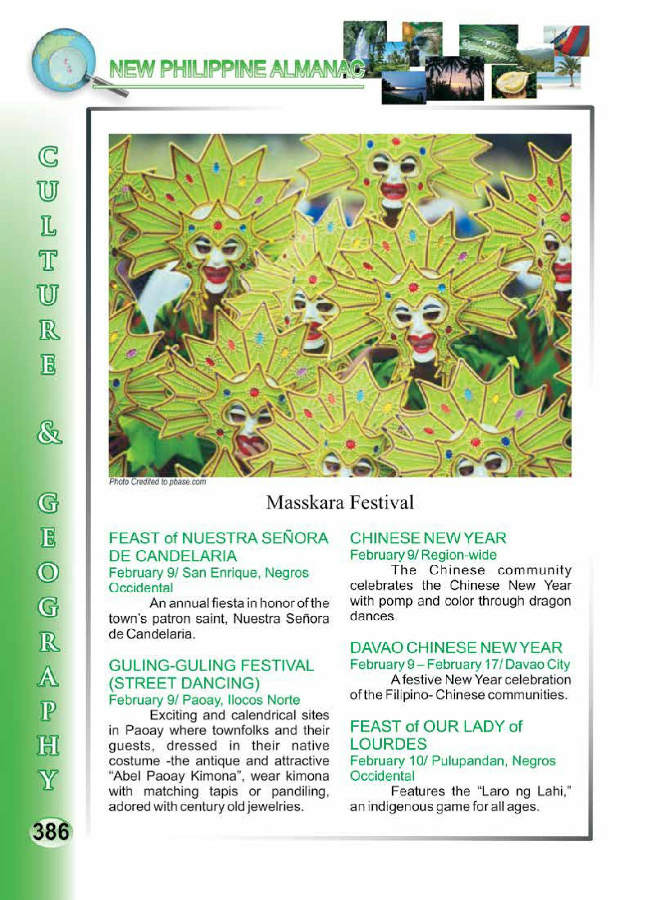 NEW PHILIPPINE ALMANAC
CULTURE & GEOGRAPHY
Photo Credited to pbase.com
Masskara Festival
FEAST of NUESTRA SEÑORA
DE CANDELARIA
February 9/ San Enrique, Negros
Occidental
An annual fiesta in honor of the
town's patron saint, Nuestra Señora
de Candelaria.
GULING-GULING FESTIVAL
(STREET DANCING)
February 9/ Paoay, Ilocos Norte
Exciting and calendrical sites
in Paoay where townfolks and their
guests, dressed in their native
costume -the antique and attractive
“Abel Paoay Kimona”, wear kimona
with matching tapis or pandiling,
adored with century old jewelries.
CHINESE NEW YEAR
February 9/ Region-wide
The Chinese community
celebrates the Chinese New Year
with pomp and color through dragon
dances.
DAVAO CHINESE NEW YEAR
February 9 – February 17/ Davao City
A festive New Year celebration
of the Filipino- Chinese communities.
FEAST of OUR LADY of
LOURDES
February 10/ Pulupandan, Negros
Occidental
Features the “Laro ng Lahi,”
an indigenous game for all ages.
386